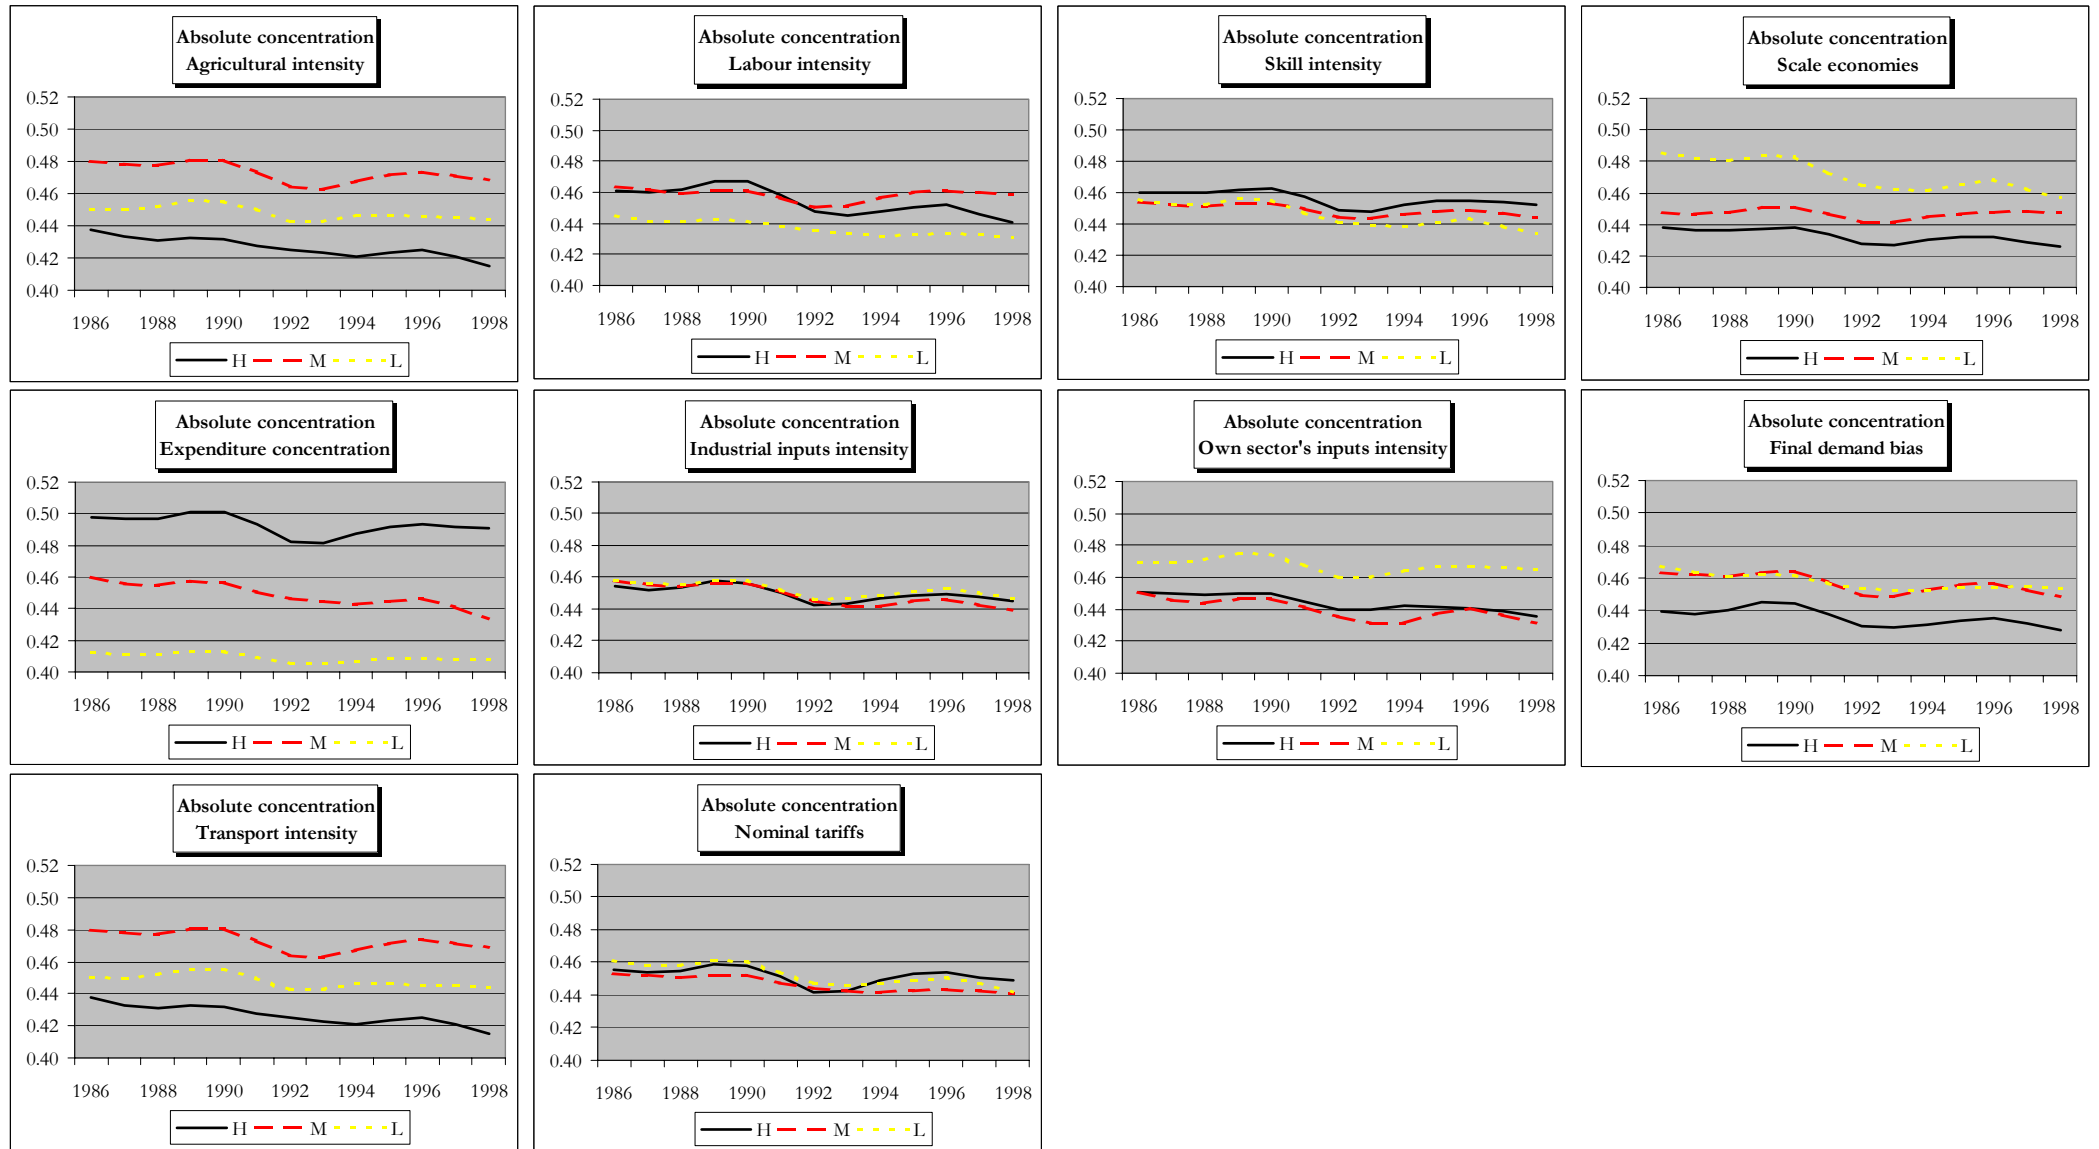 Absolute concentration
Agricultural intensity
0.52
0.50
0.48
0.46
0.44
0.42
0.40
1986 1988 1990 1992 1994 1996 1998
H M L
Absolute concentration
Labour intensity
0.52
0.50
0.48
0.46
0.44
0.42
0.40
1986 1988 1990 1992 1994 1996 1998
H M L
Absolute concentration
Skill intensity
0.52
0.50
0.48
0.46
0.44
0.42
0.40
1986 1988 1990 1992 1994 1996 1998
H M L
Absolute concentration
Scale economies
0.52
0.50
0.48
0.46
0.44
0.42
0.40
1986 1988 1990 1992 1994 1996 1998
H M L
Absolute concentration
Expenditure concentration
0.52
0.50
0.48
0.46
0.44
0.42
0.40
1986 1988 1990 1992 1994 1996 1998
H M L
Absolute concentration
Industrial inputs intensity
0.52
0.50
0.48
0.46
0.44
0.42
0.40
1986 1988 1990 1992 1994 1996 1998
H M L
Absolute concentration
Own sector's inputs intensity
0.52
0.50
0.48
0.46
0.44
0.42
0.40
1986 1988 1990 1992 1994 1996 1998
H M L
Absolute concentration
Final demand bias
0.52
0.50
0.48
0.46
0.44
0.42
0.40
1986 1988 1990 1992 1994 1996 1998
H M L
Absolute concentration
Transport intensity
0.52
0.50
0.48
0.46
0.44
0.42
0.40
1986 1988 1990 1992 1994 1996 1998
H M L
Absolute concentration
Nominal tariffs
0.52
0.50
0.48
0.46
0.44
0.42
0.40
1986 1988 1990 1992 1994 1996 1998
H M L